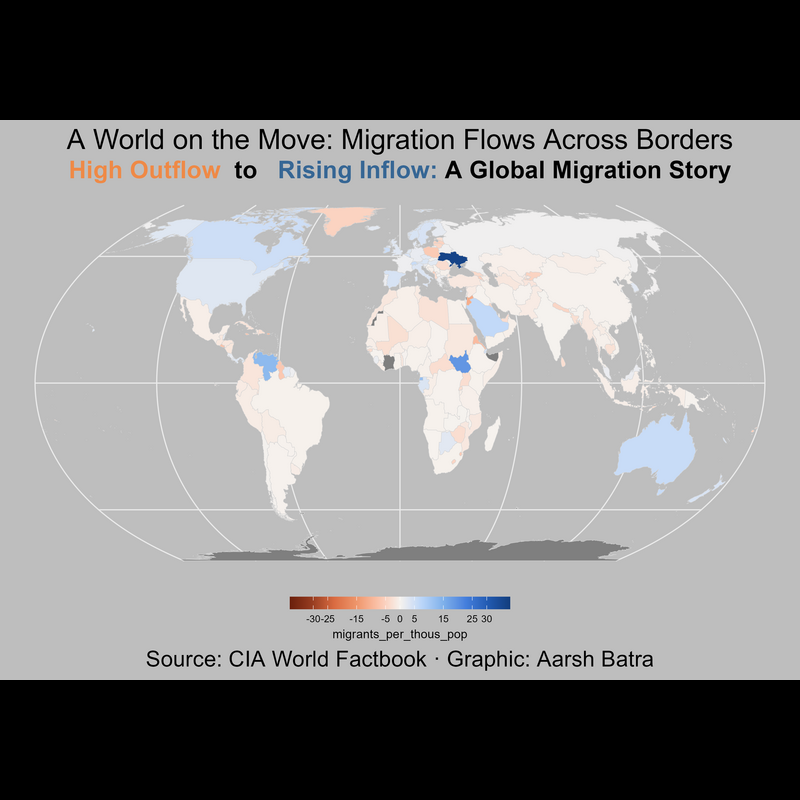 A World on the Move: Migration Flows Across Borders
High Outflow to Rising Inflow: A Global Migration Story
-30 -25 -15 -5 0 5 15 25 30
migrants_per_thous_pop
Source: CIA World Factbook · Graphic: Aarsh Batra